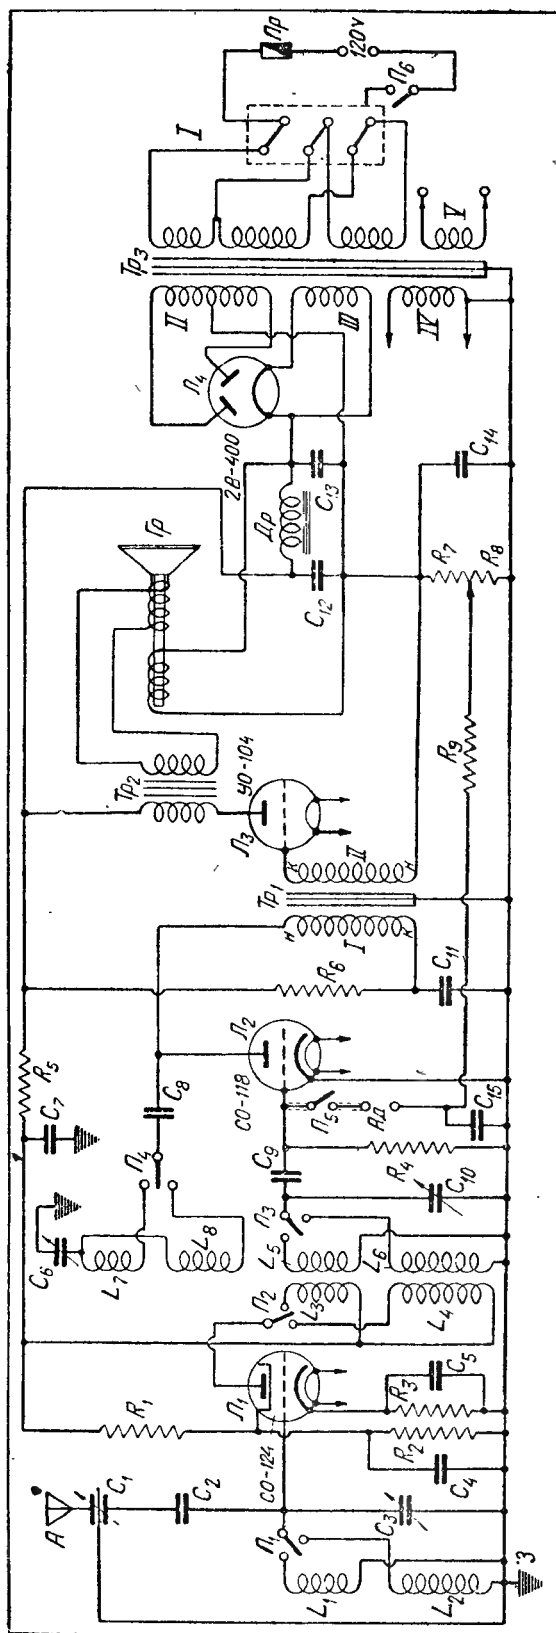 А
C₁
C₂
R₁
Л₁
СО-124
П₁
L₁
L₂
З
C₃
C₄
R₂
R₃
C₅
П₂
L₃
L₄
C₆
L₇
L₈
П₄
C₇
R₅
C₈
П₃
L₅
L₆
C₉
R₄
C₁₀
СО-118
Л₂
П₅
АД
C₁₅
R₆
C₁₁
Тр₁
н
I
к
к
II
н
Л₃
УО-104
Тр₂
Гр
R₉
R₇
R₈
C₁₂
Др
C₁₃
C₁₄
2В-400
Л₄
Тр₃
II
III
IV
V
I
Пр
120v
П₆